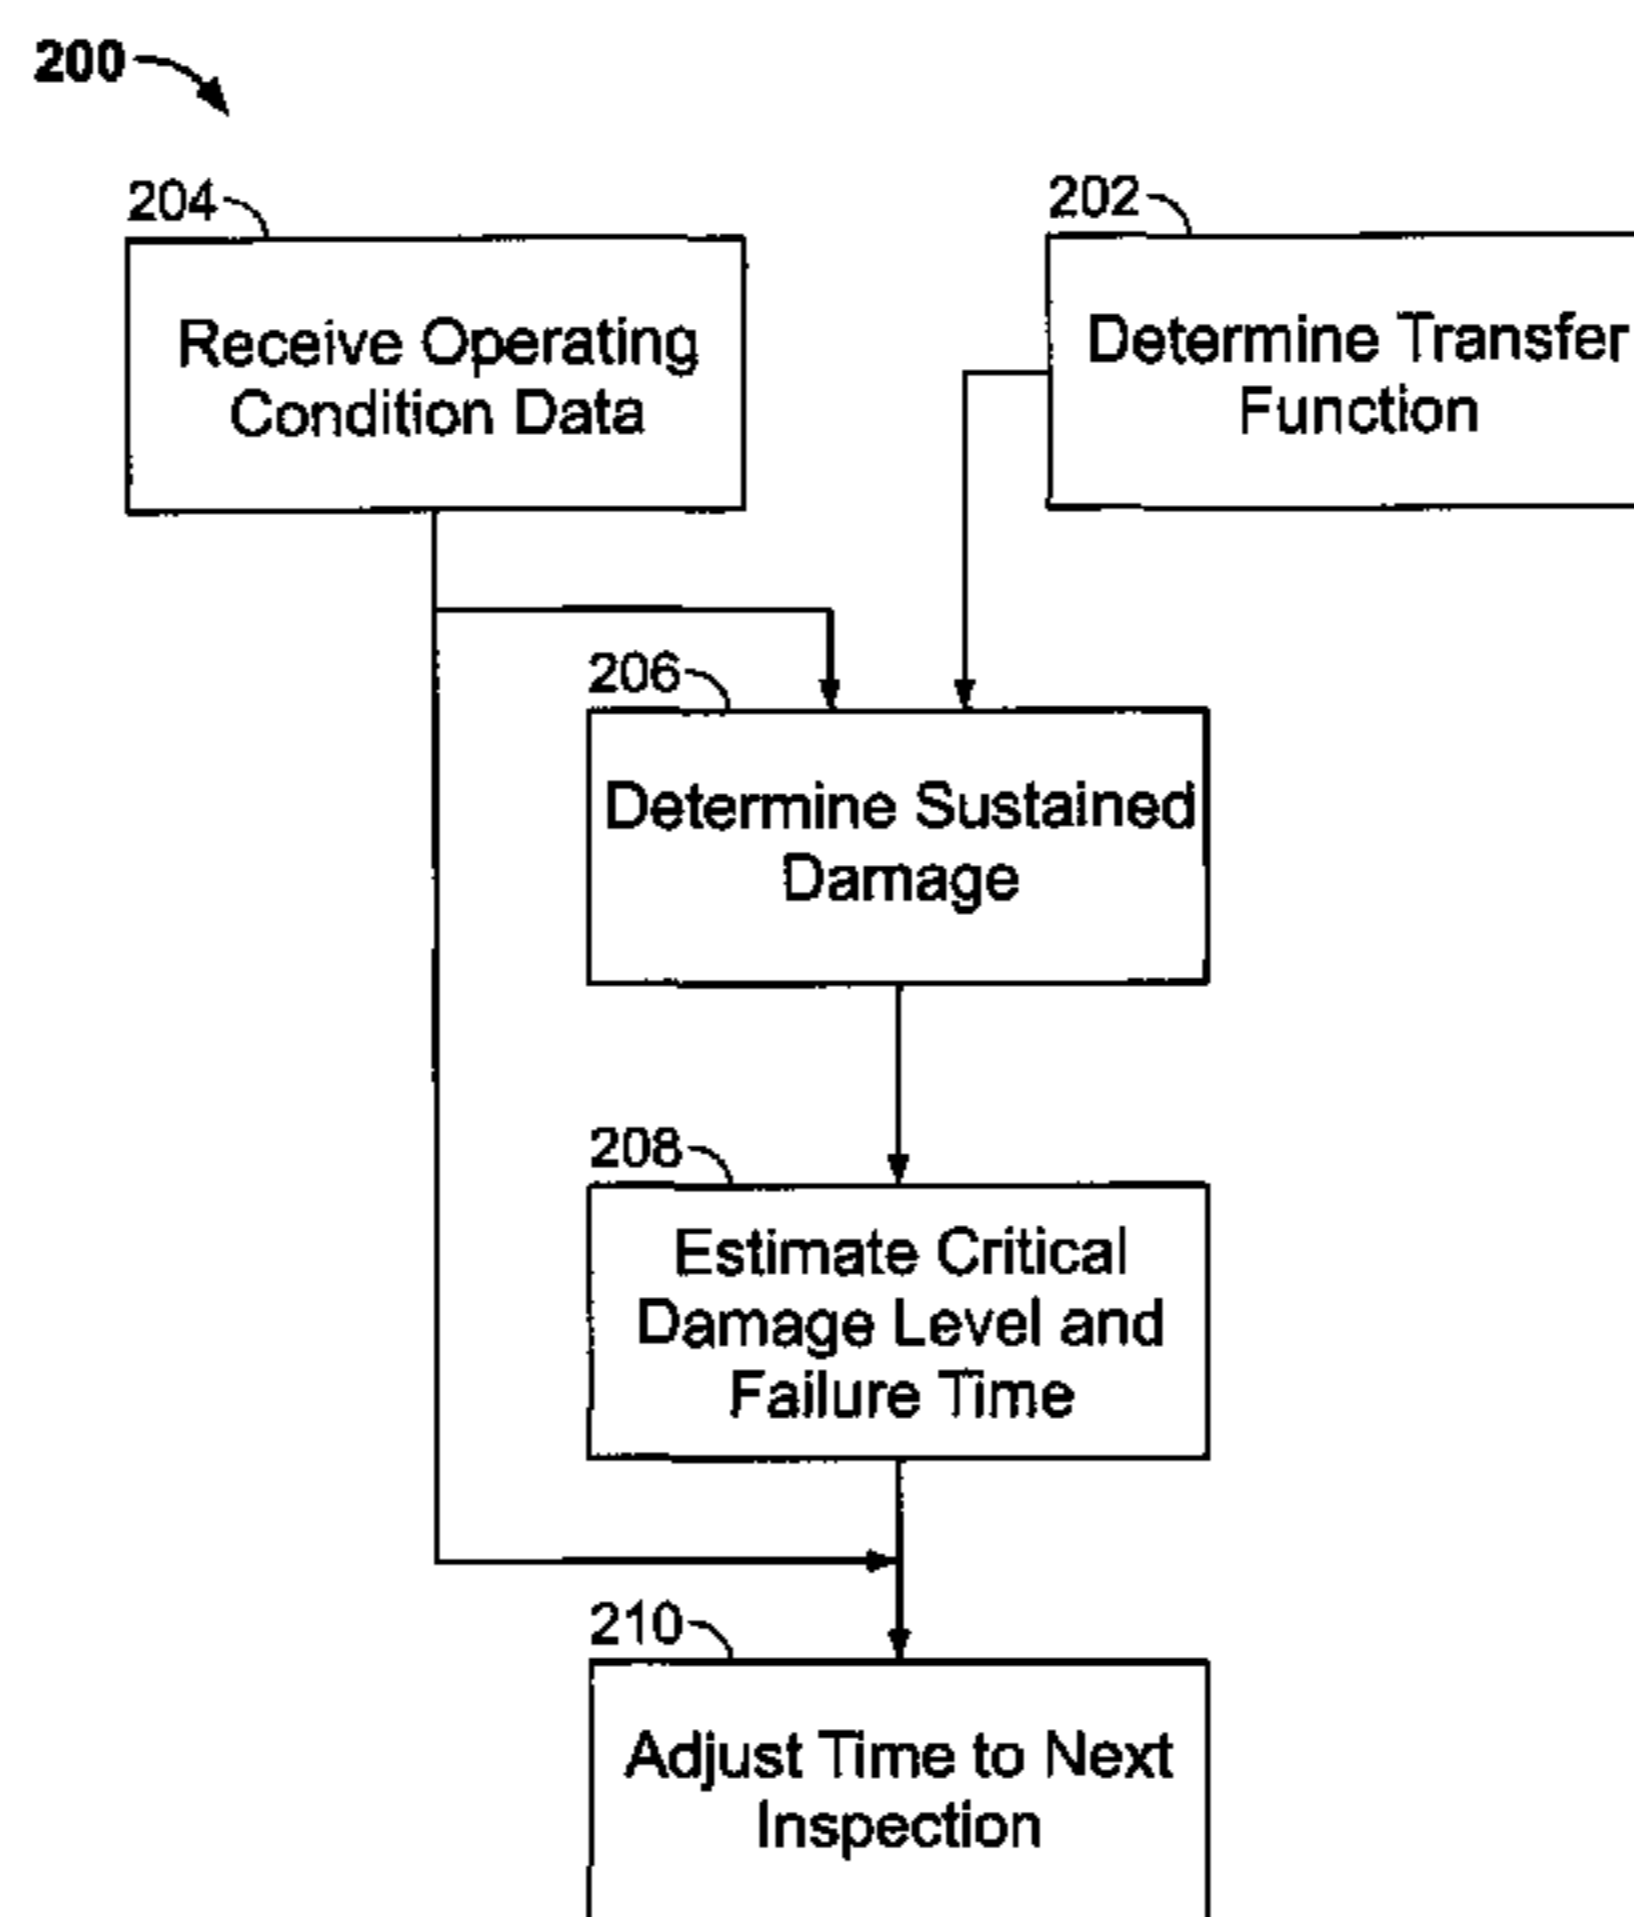 200
204
Receive Operating
Condition Data
202
Determine Transfer
Function
206
Determine Sustained
Damage
208
Estimate Critical
Damage Level and
Failure Time
210
Adjust Time to Next
Inspection